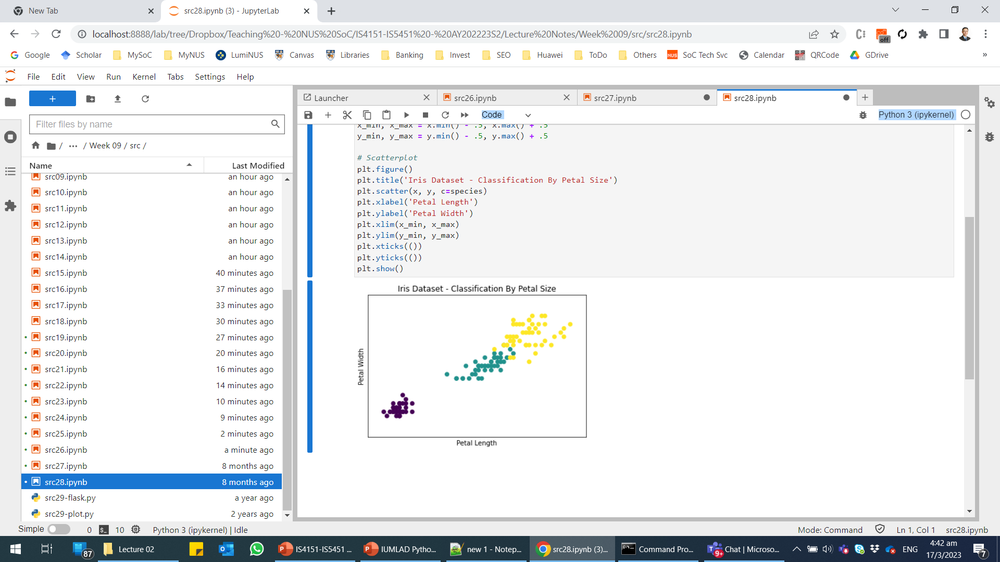 New Tab
src28.ipynb (3) - JupyterLab
localhost:8888/lab/tree/Dropbox/Teaching%20-%20NUS%20SoC/IS4151-IS5451%20-%20AY202223S2/Lecture%20Notes/Week%2009/src/src28.ipynb
off
Google Scholar MySoC MyNUS LumiNUS Canvas Libraries Banking Invest SEO Huawei ToDo Others NUS SoC Tech Svc Calendar QRCode GDrive »
File Edit View Run Kernel Tabs Settings Help
Filter files by name
/ ... / Week 09 / src /
Name Last Modified
src09.ipynb an hour ago
src10.ipynb an hour ago
src11.ipynb an hour ago
src12.ipynb an hour ago
src13.ipynb an hour ago
src14.ipynb an hour ago
src15.ipynb 40 minutes ago
src16.ipynb 37 minutes ago
src17.ipynb 33 minutes ago
src18.ipynb 30 minutes ago
src19.ipynb 27 minutes ago
src20.ipynb 20 minutes ago
src21.ipynb 16 minutes ago
src22.ipynb 14 minutes ago
src23.ipynb 10 minutes ago
src24.ipynb 9 minutes ago
src25.ipynb 2 minutes ago
src26.ipynb a minute ago
src27.ipynb 8 months ago
src28.ipynb 8 months ago
src29-flask.py a year ago
src29-plot.py 2 years ago
Launcher src26.ipynb src27.ipynb src28.ipynb
Code Python 3 (ipykernel)
x_min, x_max = x.min() - .5, x.max() + .5
y_min, y_max = y.min() - .5, y.max() + .5
# Scatterplot
plt.figure()
plt.title('Iris Dataset - Classification By Petal Size')
plt.scatter(x, y, c=species)
plt.xlabel('Petal Length')
plt.ylabel('Petal Width')
plt.xlim(x_min, x_max)
plt.ylim(y_min, y_max)
plt.xticks(())
plt.yticks(())
plt.show()
Iris Dataset - Classification By Petal Size
Petal Width
Petal Length
Simple 0 $_ 10 Python 3 (ipykernel) | Idle Mode: Command Ln 1, Col 1 src28.ipynb
87 Lecture 02 IS4151-IS5451 ... IUMLAD Pytho... new 1 - Notep... src28.ipynb (3)... Command Pro... 9+ Chat | Microso... ENG 4:42 am
17/3/2023 7